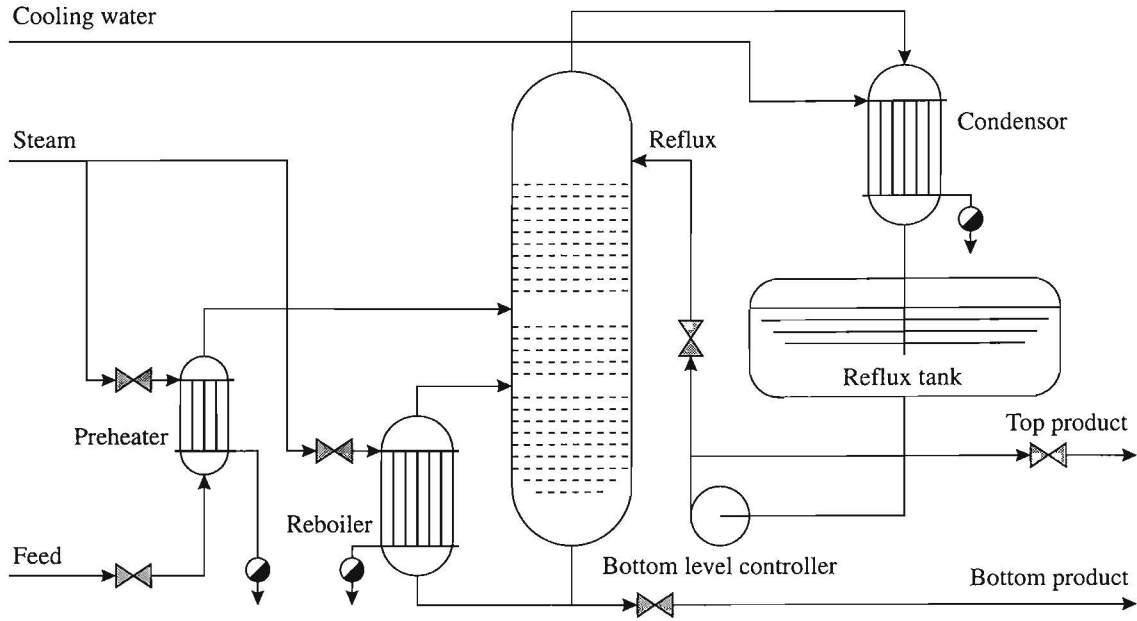 Cooling water
Condensor
Steam
Reflux
Reflux tank
Top product
Preheater
Reboiler
Feed
Bottom level controller
Bottom product